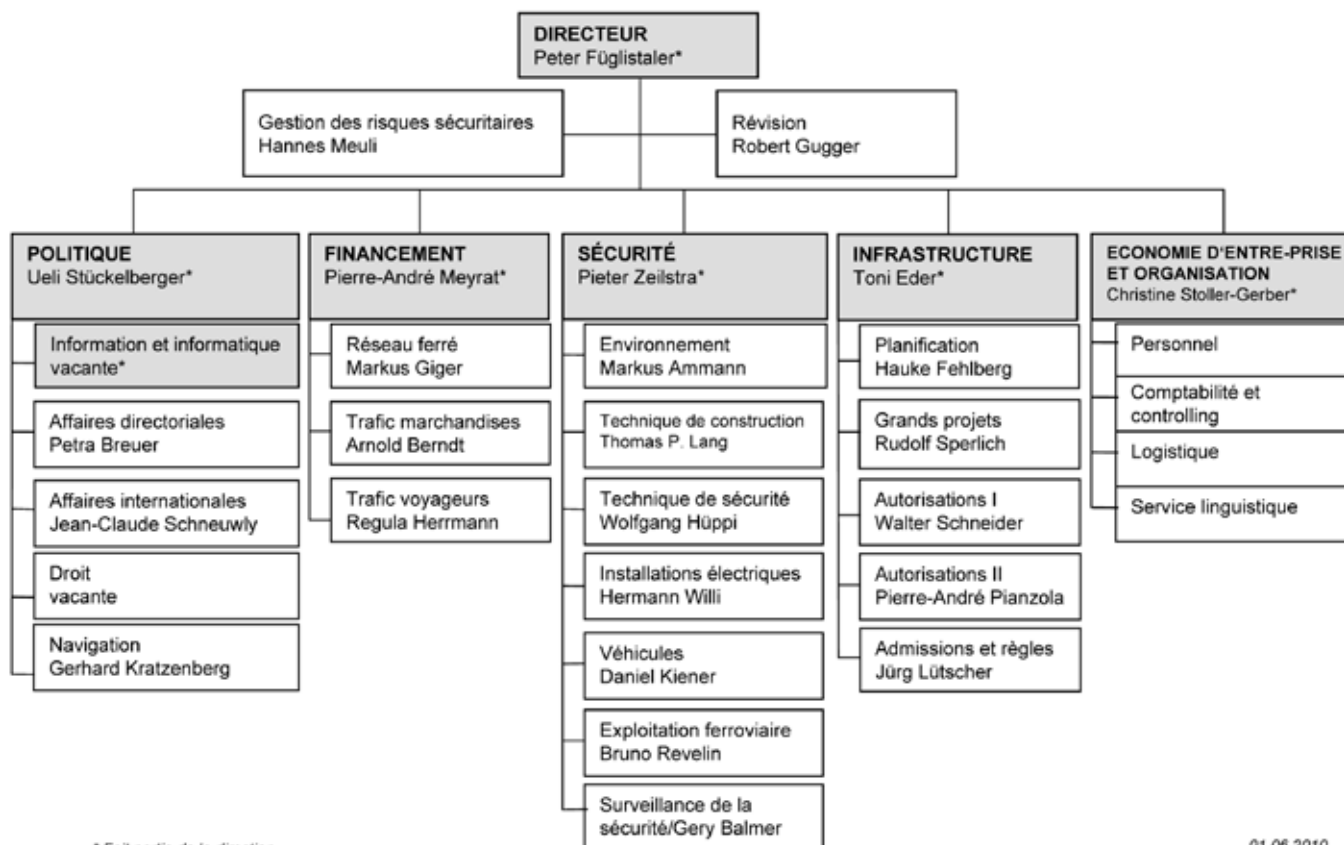 DIRECTEUR
Peter Füglistaler*
Gestion des risques sécuritaires
Hannes Meuli
Révision
Robert Gugger
POLITIQUE
Ueli Stückelberger*
Information et informatique
vacante*
Affaires directoriales
Petra Breuer
Affaires internationales
Jean-Claude Schneuwly
Droit
vacante
Navigation
Gerhard Kratzenberg
FINANCEMENT
Pierre-André Meyrat*
Réseau ferré
Markus Giger
Trafic marchandises
Arnold Berndt
Trafic voyageurs
Regula Herrmann
SÉCURITÉ
Pieter Zeilstra*
Environnement
Markus Ammann
Technique de construction
Thomas P. Lang
Technique de sécurité
Wolfgang Hüppi
Installations électriques
Hermann Willi
Véhicules
Daniel Kiener
Exploitation ferroviaire
Bruno Revelin
Surveillance de la
sécurité/Gery Balmer
INFRASTRUCTURE
Toni Eder*
Planification
Hauke Fehlberg
Grands projets
Rudolf Sperlich
Autorisations I
Walter Schneider
Autorisations II
Pierre-André Pianzola
Admissions et règles
Jürg Lütscher
ECONOMIE D'ENTRE-PRISE
ET ORGANISATION
Christine Stoller-Gerber*
Personnel
Comptabilité et
controlling
Logistique
Service linguistique